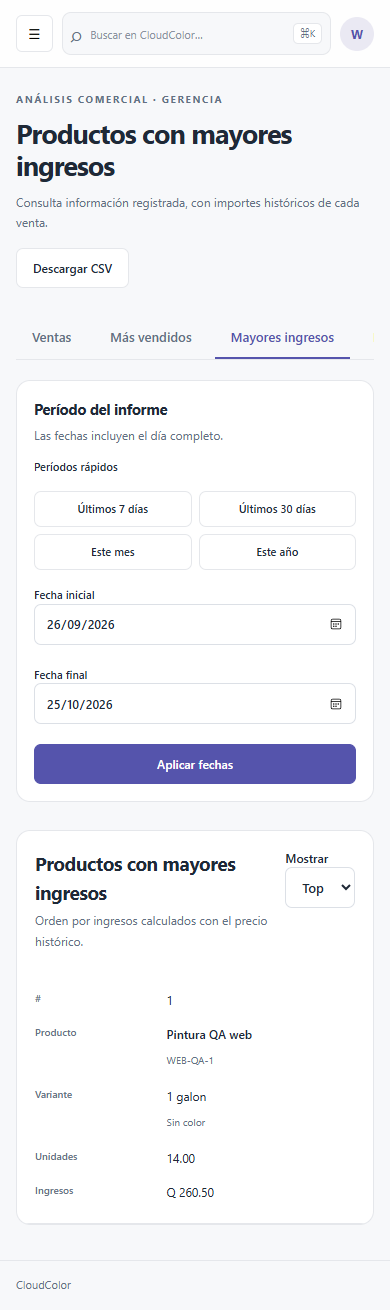 ☰
Buscar en CloudColor...
⌘K
W
ANÁLISIS COMERCIAL · GERENCIA
Productos con mayores
ingresos
Consulta información registrada, con importes históricos de cada
venta.
Descargar CSV
Ventas
Más vendidos
Mayores ingresos
Período del informe
Las fechas incluyen el día completo.
Períodos rápidos
Últimos 7 días
Últimos 30 días
Este mes
Este año
Fecha inicial
26/09/2026
Fecha final
25/10/2026
Aplicar fechas
Productos con mayores
ingresos
Mostrar
Top
Orden por ingresos calculados con el precio
histórico.
# 1
Producto Pintura QA web
WEB-QA-1
Variante 1 galon
Sin color
Unidades 14.00
Ingresos Q 260.50
CloudColor